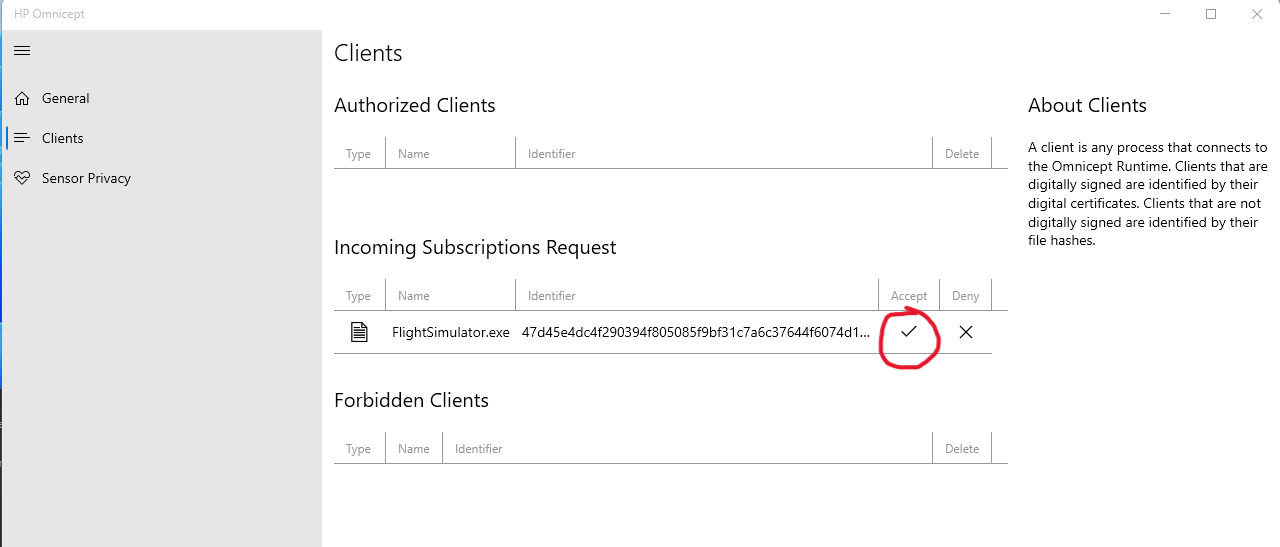 HP Omnicept
General
Clients
Sensor Privacy
Clients
Authorized Clients
Type Name Identifier Delete
Incoming Subscriptions Request
Type Name Identifier Accept Deny
FlightSimulator.exe 47d45e4dc4f290394f805085f9bf31c7a6c37644f6074d1...
Forbidden Clients
Type Name Identifier Delete
About Clients
A client is any process that connects to
the Omnicept Runtime. Clients that are
digitally signed are identified by their
digital certificates. Clients that are not
digitally signed are identified by their
file hashes.